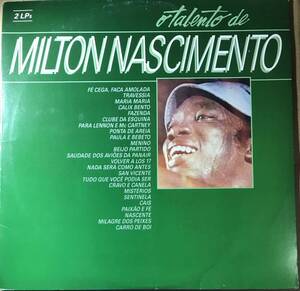 2 LPs
o talento de
MILTON NASCIMENTO
FÉ CEGA, FACA AMOLADA
TRAVESSIA
MARIA MARIA
CALIX BENTO
FAZENDA
CLUBE DA ESQUINA
PARA LENNON E Mc CARTNEY
PONTA DE AREIA
PAULA E BEBETO
MENINO
BEIJO PARTIDO
SAUDADE DOS AVIÕES DA PANAIR
VOLVER A LOS 17
NADA SERÁ COMO ANTES
SAN VICENTE
TUDO QUE VOCÊ PODIA SER
CRAVO E CANELA
MISTÉRIOS
SENTINELA
CAIS
PAIXÃO E FÉ
NASCENTE
MILAGRE DOS PEIXES
CARRO DE BOI